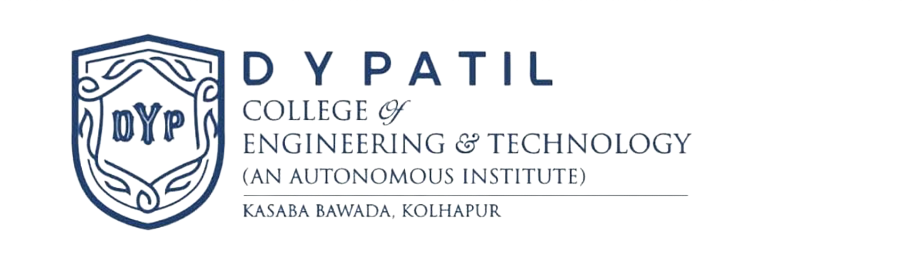 DYP
D Y PATIL
COLLEGE of
ENGINEERING & TECHNOLOGY
(AN AUTONOMOUS INSTITUTE)
KASABA BAWADA, KOLHAPUR